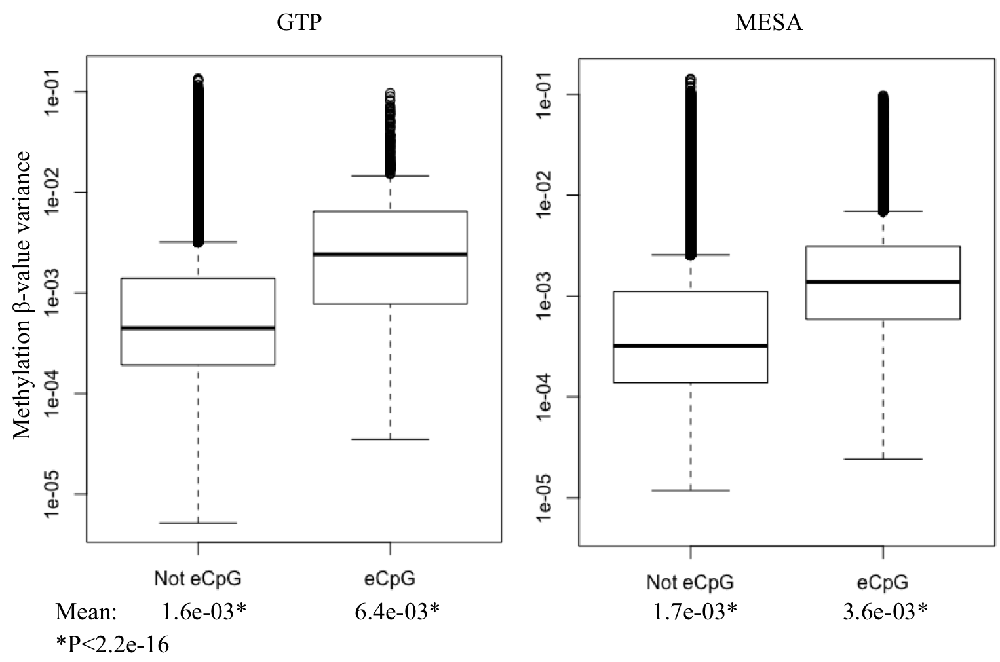 GTP
MESA
Methylation β-value variance
1e-01
1e-02
1e-03
1e-04
1e-05
1e-01
1e-02
1e-03
1e-04
1e-05
Not eCpG
eCpG
Not eCpG
eCpG
Mean: 1.6e-03* 6.4e-03* 1.7e-03* 3.6e-03*
*P<2.2e-16